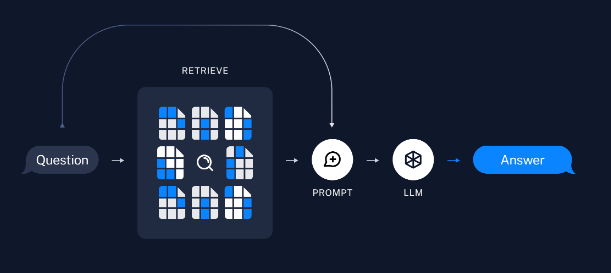 RETRIEVE
Question
Answer
PROMPT
LLM